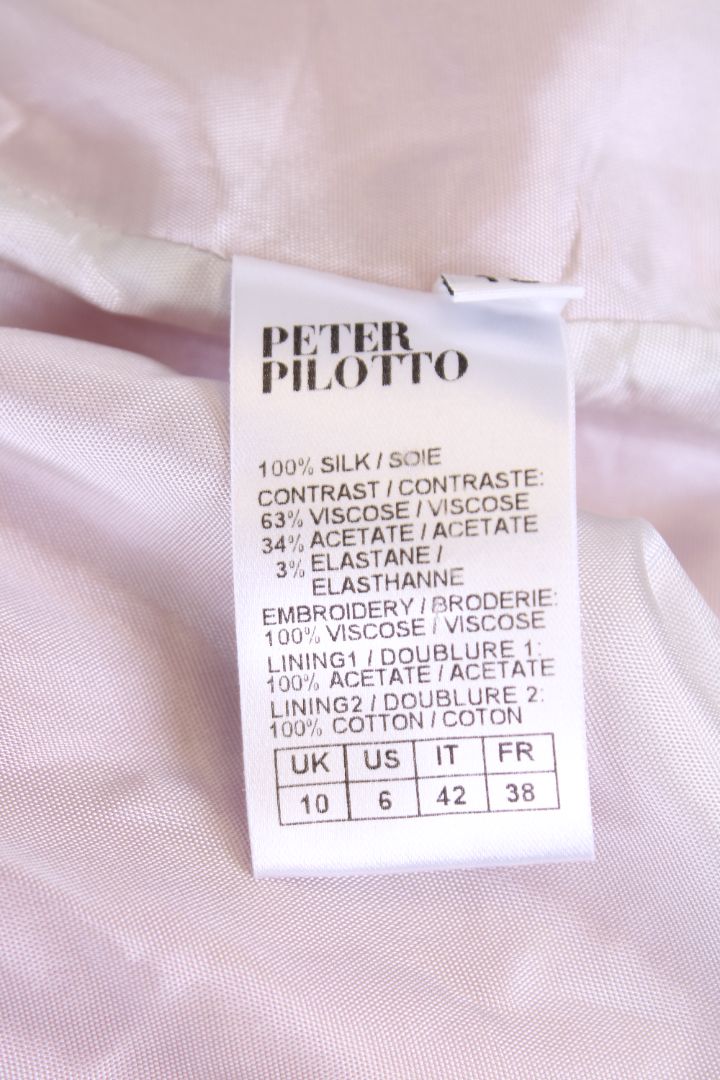 PETER
PILOTTO
100% SILK / SOIE
CONTRAST / CONTRASTE:
63% VISCOSE / VISCOSE
34% ACETATE / ACETATE
3% ELASTANE /
ELASTHANNE
EMBROIDERY / BRODERIE:
100% VISCOSE / VISCOSE
LINING1 / DOUBLURE 1:
100% ACETATE / ACETATE
LINING2 / DOUBLURE 2:
100% COTTON / COTON
UK US IT FR
10 6 42 38